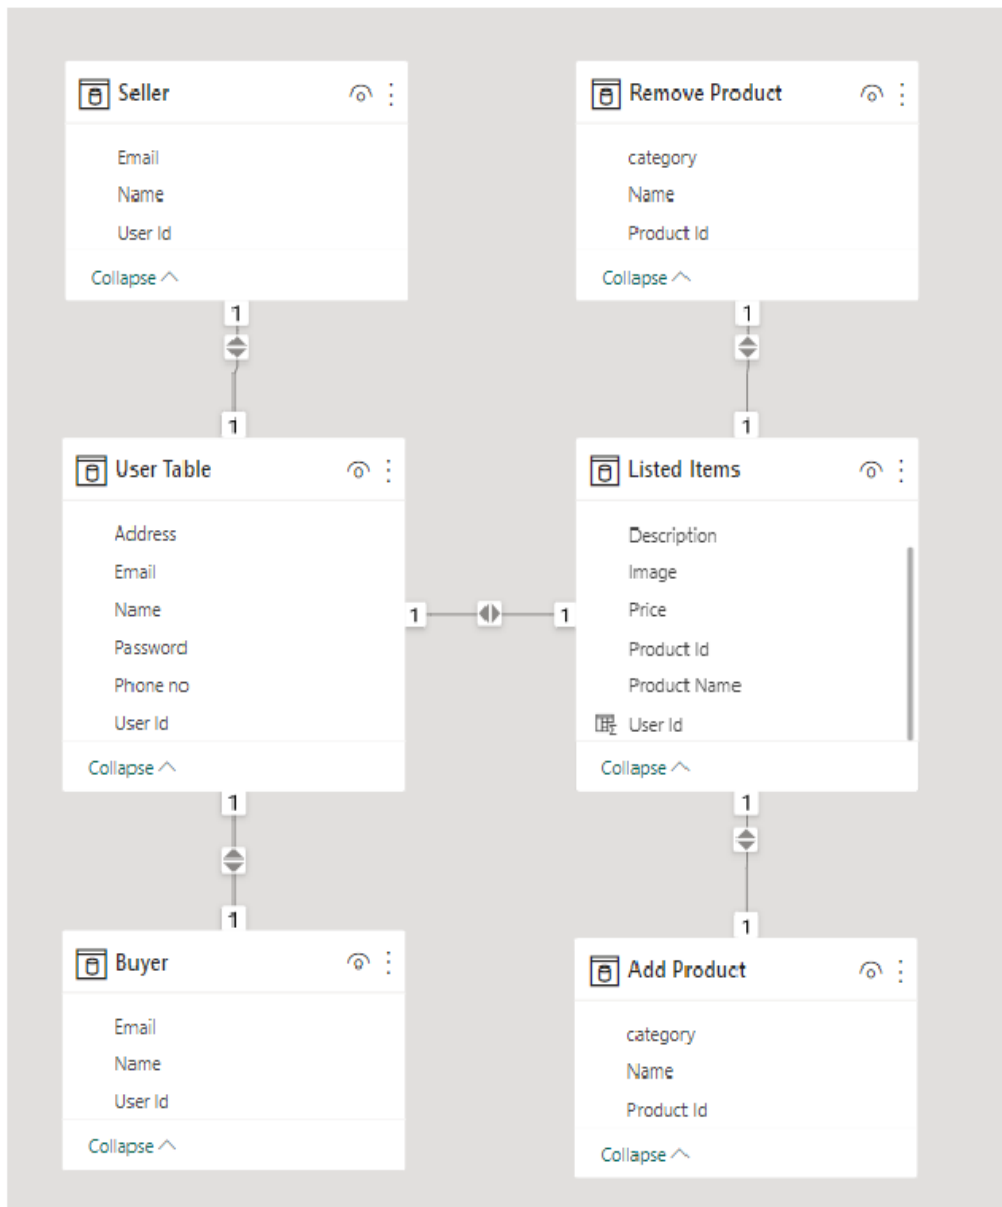 Seller
Email
Name
User Id
Collapse
1
1
User Table
Address
Email
Name
Password
Phone no
User Id
Collapse
1
1
Buyer
Email
Name
User Id
Collapse
1
1
Remove Product
category
Name
Product Id
Collapse
1
1
Listed Items
Description
Image
Price
Product Id
Product Name
User Id
Collapse
1
1
Add Product
category
Name
Product Id
Collapse